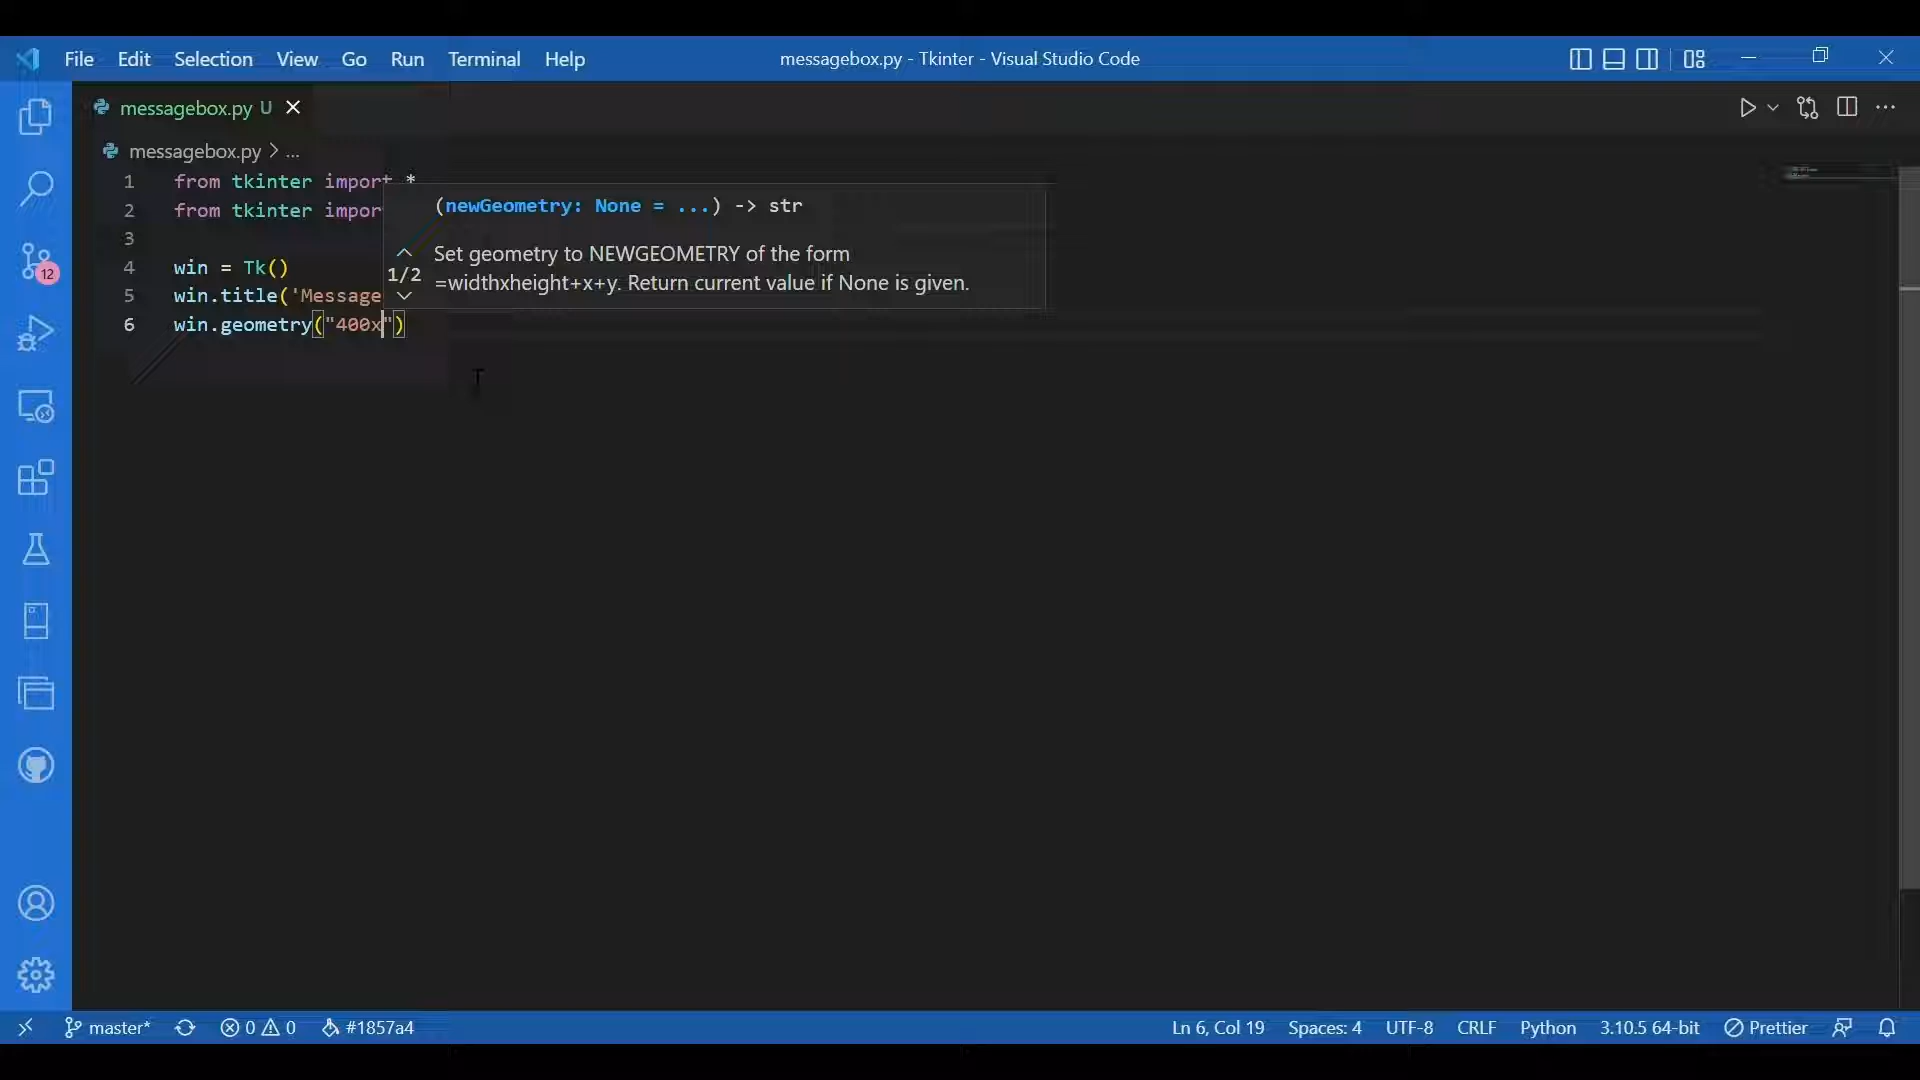 File Edit Selection View Go Run Terminal Help messagebox.py - Tkinter - Visual Studio Code
messagebox.py U
messagebox.py > ...
1 from tkinter import *
2 from tkinter impor
(newGeometry: None = ...) -> str
3
Set geometry to NEWGEOMETRY of the form
4 win = Tk()
1/2
=widthxheight+x+y. Return current value if None is given.
5 win.title('Message
6 win.geometry("400x")
12
master* 0 0 #1857a4 Ln 6, Col 19 Spaces: 4 UTF-8 CRLF Python 3.10.5 64-bit Prettier